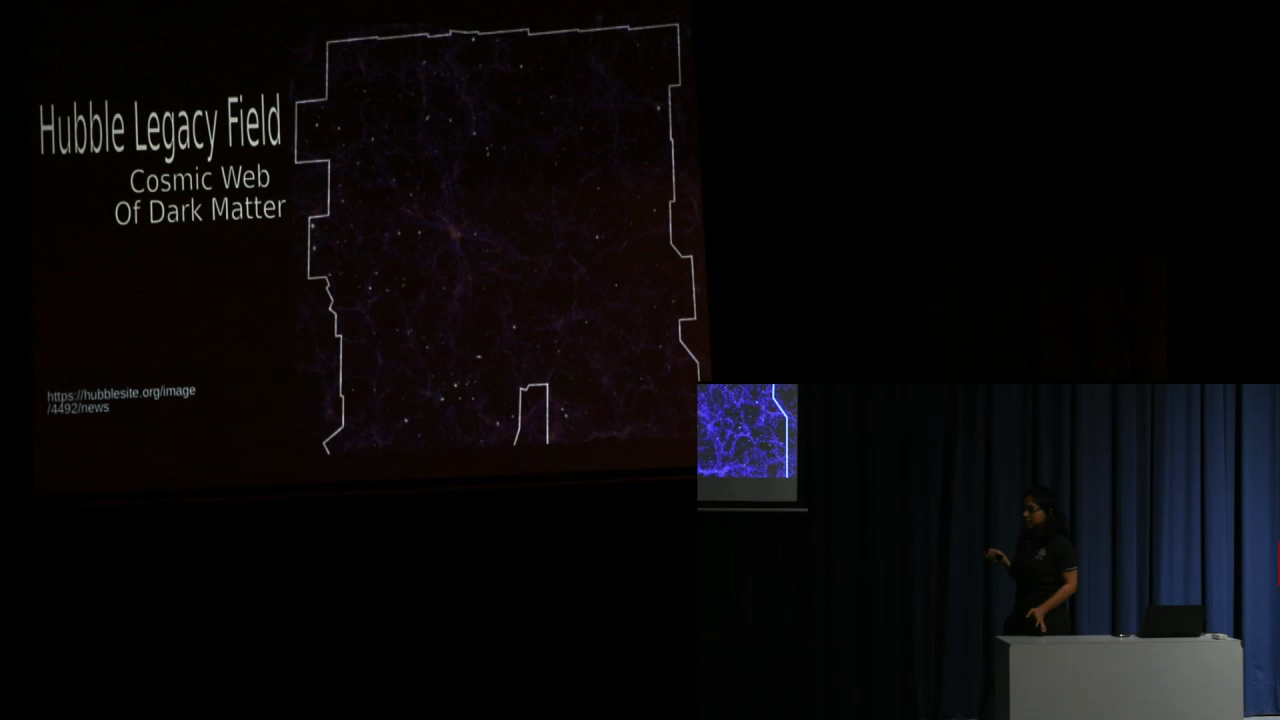 Hubble Legacy Field
Cosmic Web
Of Dark Matter
https://hubblesite.org/image
/4492/news